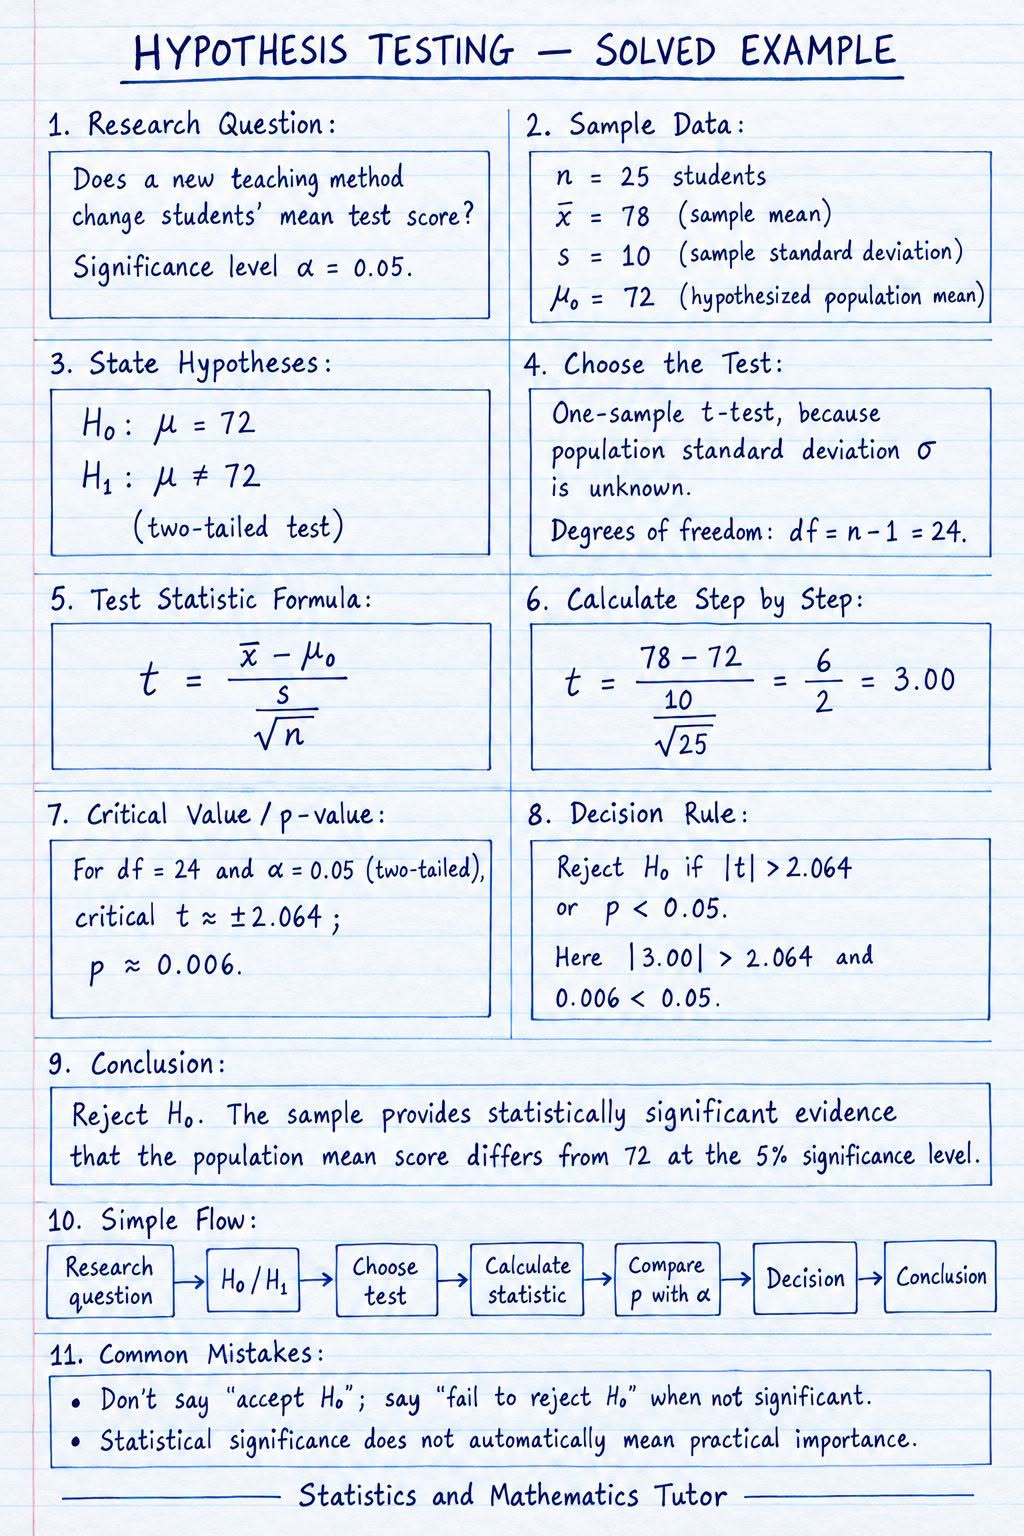 HYPOTHESIS TESTING — SOLVED EXAMPLE
1. Research Question:
Does a new teaching method
change students' mean test score?
Significance level α = 0.05.
2. Sample Data:
n = 25 students
x̄ = 78 (sample mean)
s = 10 (sample standard deviation)
μ₀ = 72 (hypothesized population mean)
3. State Hypotheses:
H₀: μ = 72
H₁: μ ≠ 72
(two-tailed test)
4. Choose the Test:
One-sample t-test, because
population standard deviation σ
is unknown.
Degrees of freedom: df = n - 1 = 24.
5. Test Statistic Formula:
t = (x̄ - μ₀) / (s / √n)
6. Calculate Step by Step:
t = (78 - 72) / (10 / √25) = 6/2 = 3.00
7. Critical Value / p-value:
For df = 24 and α = 0.05 (two-tailed),
critical t ≈ ±2.064;
p ≈ 0.006.
8. Decision Rule:
Reject H₀ if |t| > 2.064
or p < 0.05.
Here |3.00| > 2.064 and
0.006 < 0.05.
9. Conclusion:
Reject H₀. The sample provides statistically significant evidence
that the population mean score differs from 72 at the 5% significance level.
10. Simple Flow:
Research
question
→ H₀ / H₁ →
Choose
test
→
Calculate
statistic
→
Compare
p with α
→ Decision → Conclusion
11. Common Mistakes:
• Don't say "accept H₀"; say "fail to reject H₀" when not significant.
• Statistical significance does not automatically mean practical importance.
Statistics and Mathematics Tutor